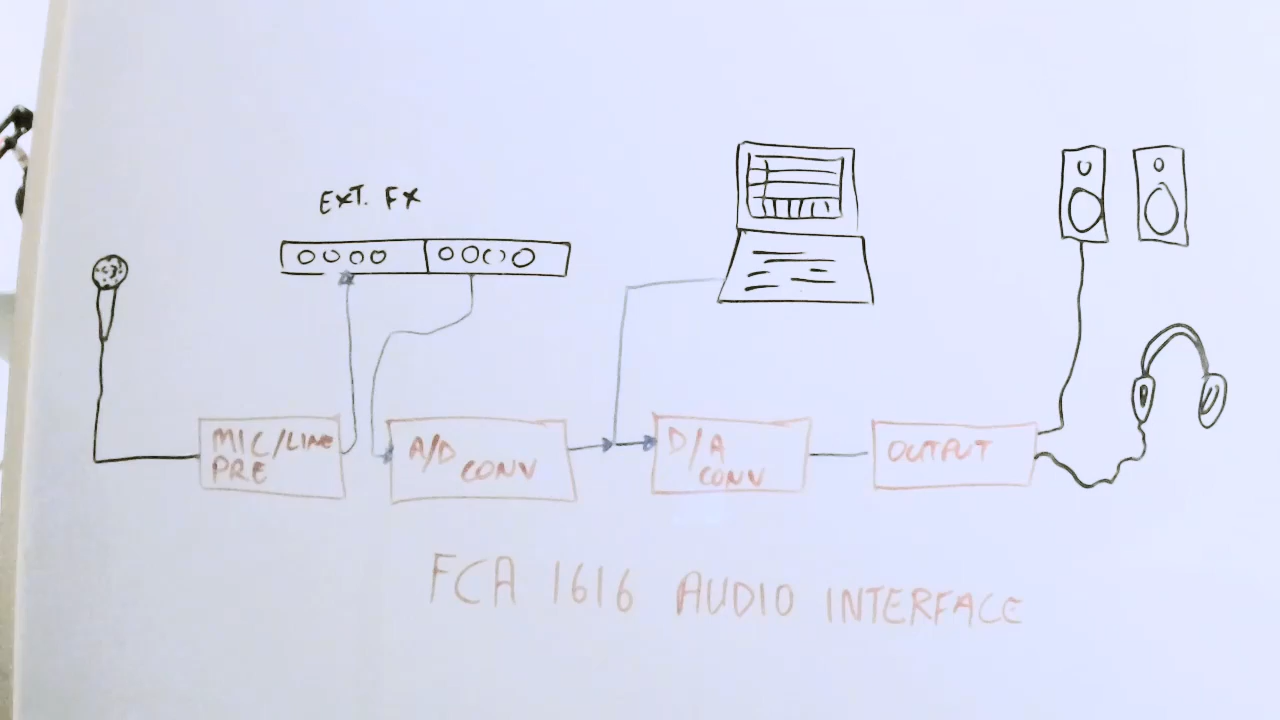 EXT. FX
MIC/LINE
PRE
A/D
CONV
D/A
CONV
OUTPUT
FCA 1616 AUDIO INTERFACE